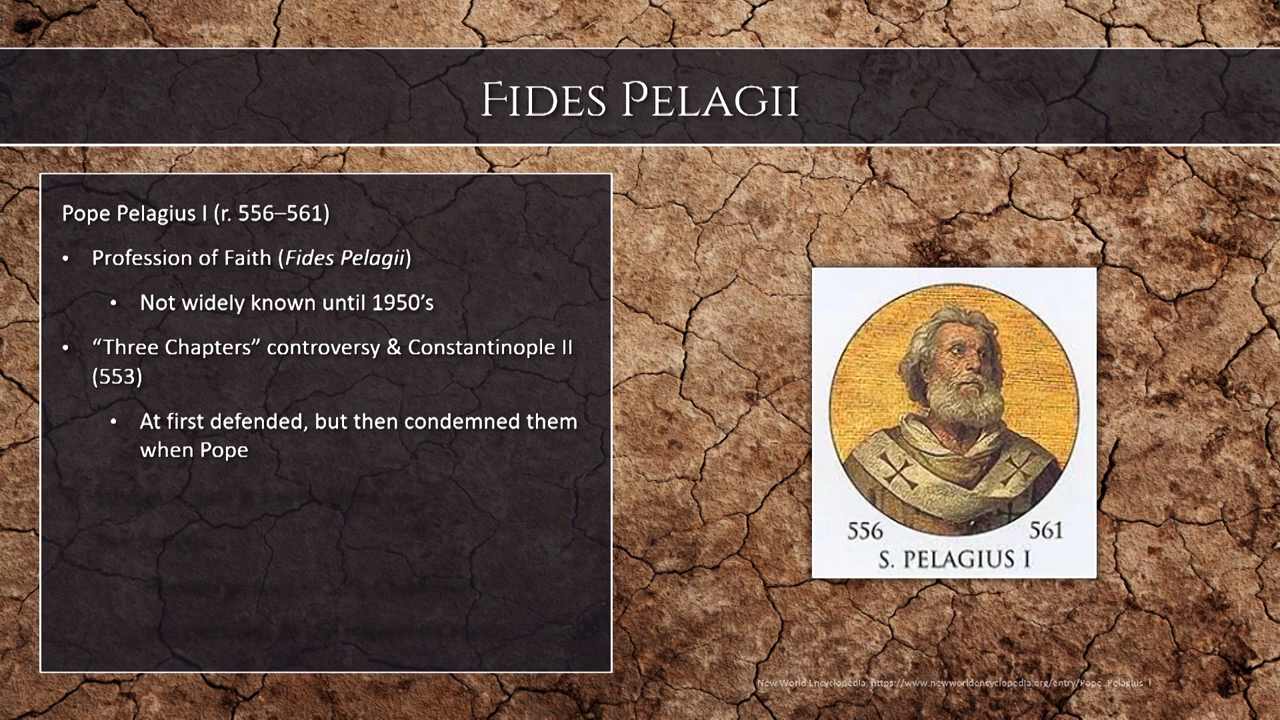 FIDES PELAGII
Pope Pelagius I (r. 556–561)
• Profession of Faith (Fides Pelagii)
• Not widely known until 1950’s
• “Three Chapters” controversy & Constantinople II
(553)
• At first defended, but then condemned them
when Pope
556 561
S. PELAGIUS I
New World Encyclopedia, https://www.newworldencyclopedia.org/entry/Pope_Pelagius_I